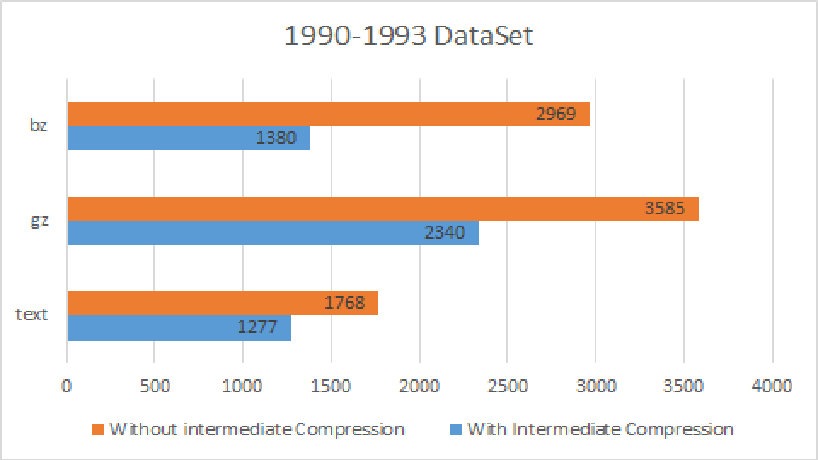 1990-1993 DataSet
bz
2969
1380
gz
3585
2340
text
1768
1277
0 500 1000 1500 2000 2500 3000 3500 4000
Without intermediate Compression With Intermediate Compression